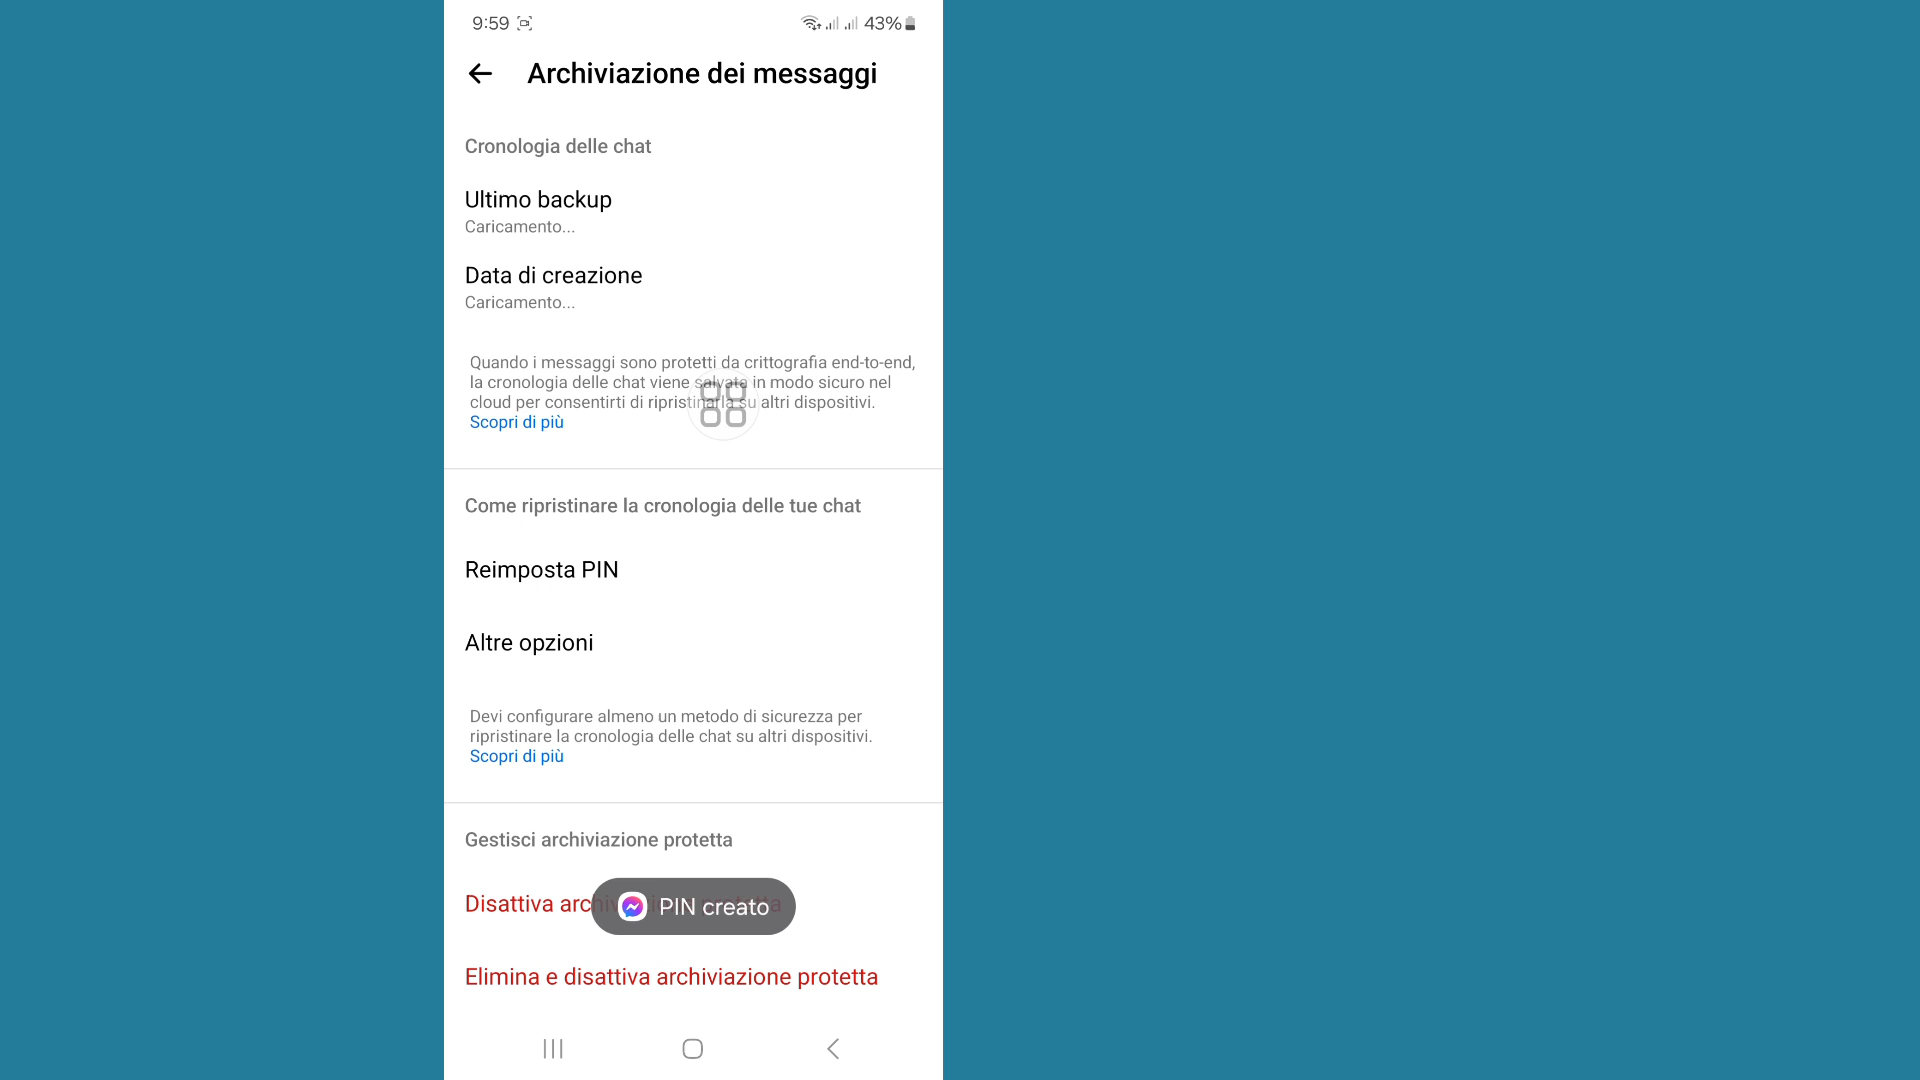 9:59 43%
Archiviazione dei messaggi
Cronologia delle chat
Ultimo backup
Caricamento...
Data di creazione
Caricamento...
Quando i messaggi sono protetti da crittografia end-to-end,
la cronologia delle chat viene salvata in modo sicuro nel
cloud per consentirti di ripristinarla su altri dispositivi.
Scopri di più
Come ripristinare la cronologia delle tue chat
Reimposta PIN
Altre opzioni
Devi configurare almeno un metodo di sicurezza per
ripristinare la cronologia delle chat su altri dispositivi.
Scopri di più
Gestisci archiviazione protetta
Disattiva archiviazione protetta
PIN creato
Elimina e disattiva archiviazione protetta